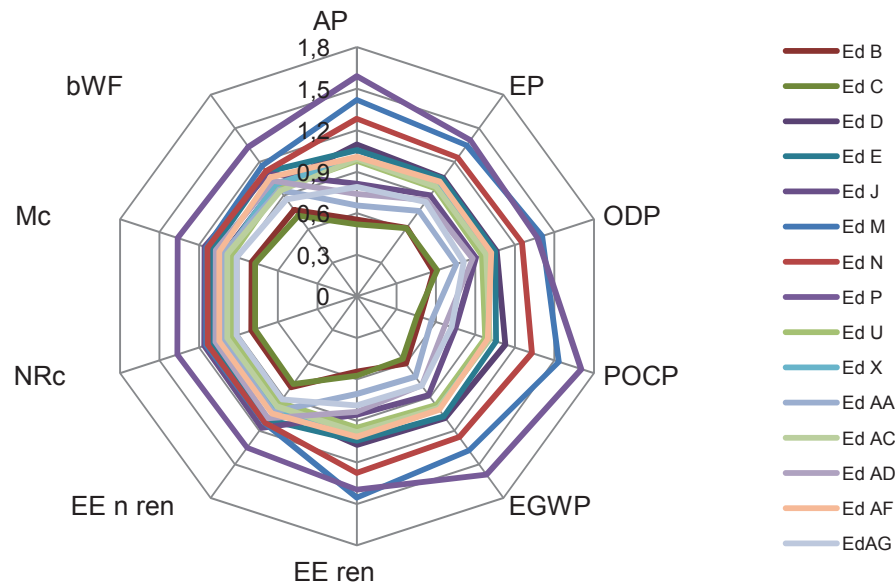 AP
1,8
bWF
EP
1,5
1,2
0,9
0,6
Mc
ODP
0,3
0
NRc
POCP
EE n ren
EGWP
EE ren
Ed B
Ed C
Ed D
Ed E
Ed J
Ed M
Ed N
Ed P
Ed U
Ed X
Ed AA
Ed AC
Ed AD
Ed AF
EdAG